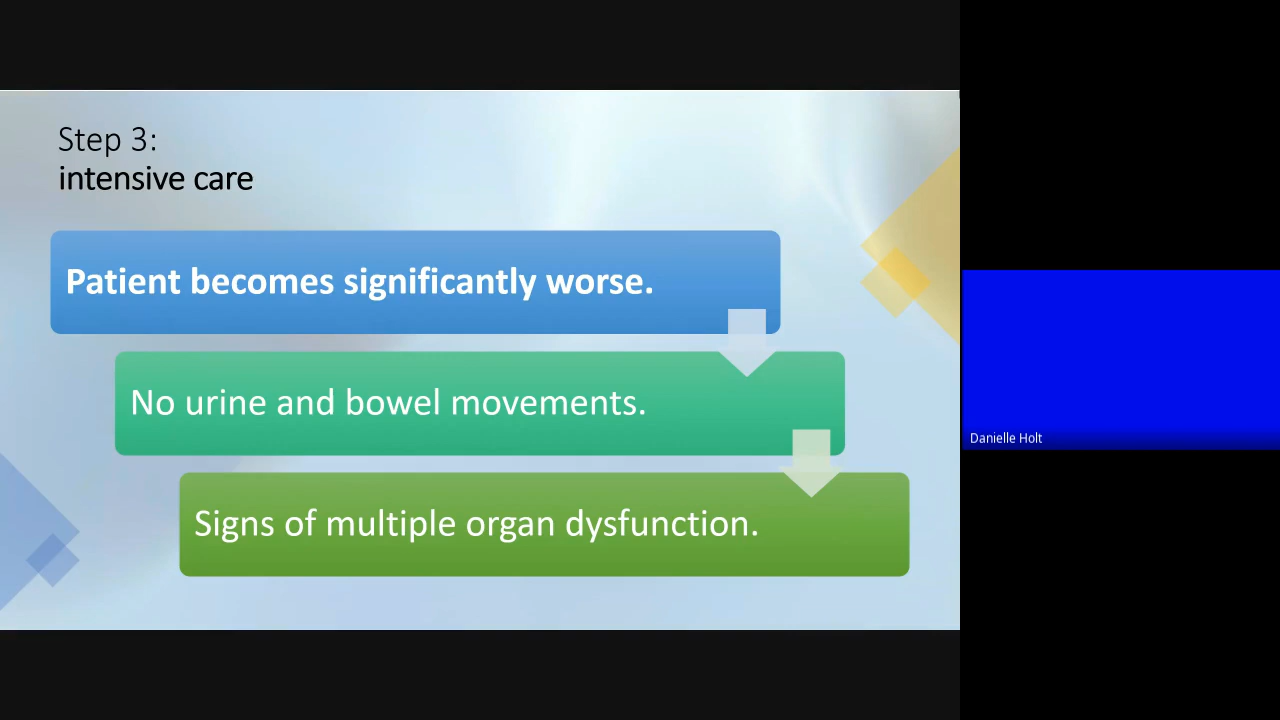 Step 3:
intensive care
Patient becomes significantly worse.
No urine and bowel movements.
Signs of multiple organ dysfunction.
Danielle Holt